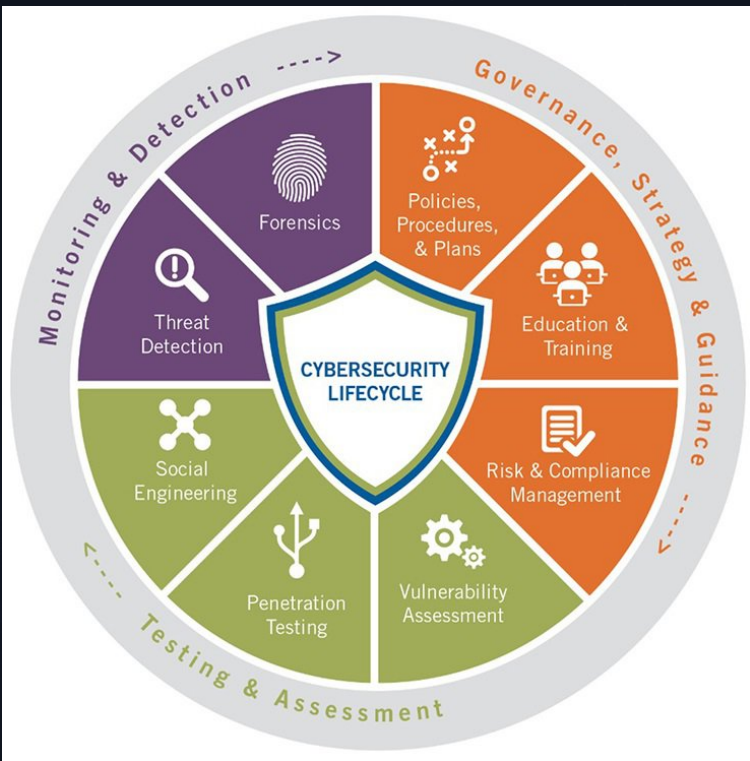 Monitoring & Detection ---->
Governance, Strategy & Guidance ---->
Testing & Assessment ---->
CYBERSECURITY
LIFECYCLE
Policies,
Procedures,
& Plans
Education &
Training
Risk & Compliance
Management
Vulnerability
Assessment
Penetration
Testing
Social
Engineering
Threat
Detection
Forensics